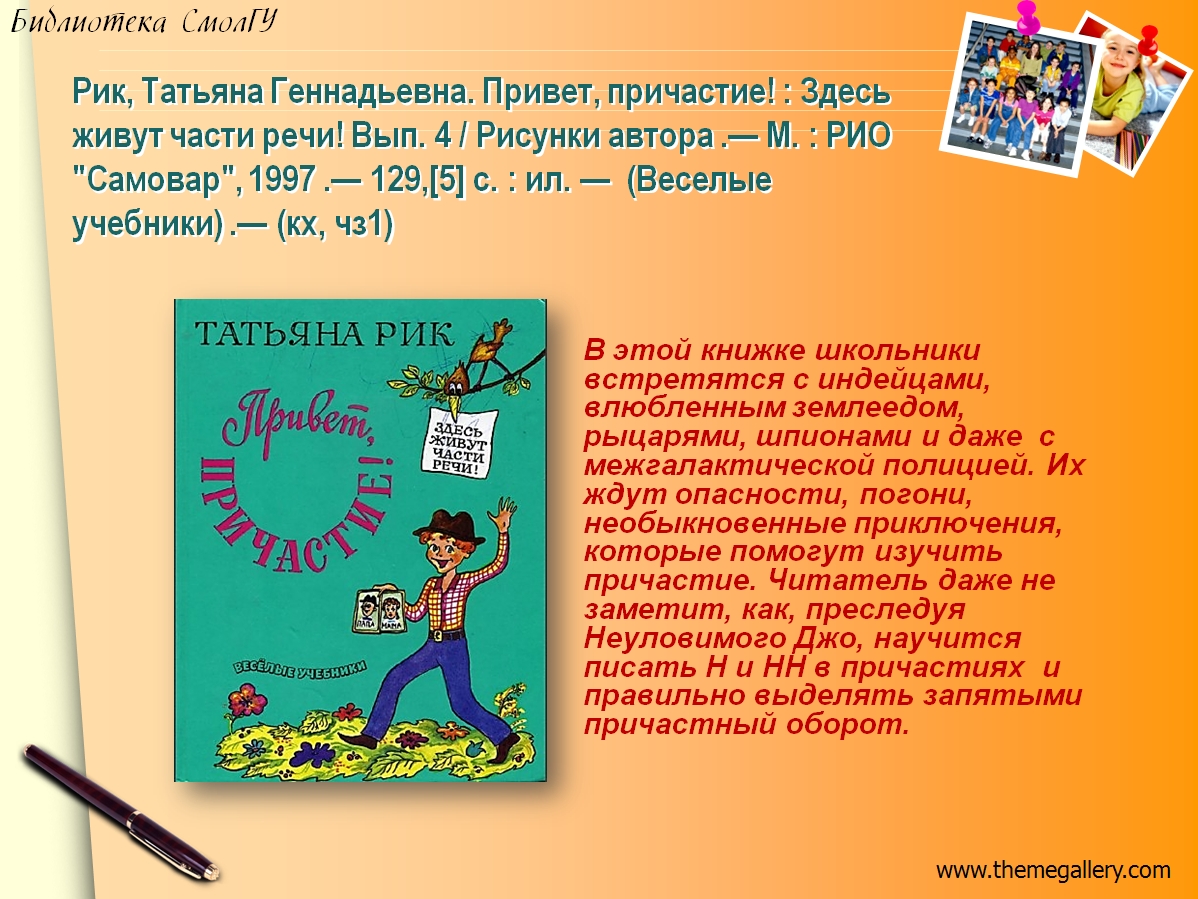 Библиотека СмолГУ
Рик, Татьяна Геннадьевна. Привет, причастие! : Здесь
живут части речи! Вып. 4 / Рисунки автора .— М. : РИО
"Самовар", 1997 .— 129,[5] с. : ил. — (Веселые
учебники) .— (кх, чз1)
ТАТЬЯНА РИК
Привет,
ПРИЧАСТИЕ!
ЗДЕСЬ
ЖИВУТ
ЧАСТИ
РЕЧИ!
ПАПА
МАМА
ВЕСЁЛЫЕ УЧЕБНИКИ
В этой книжке школьники
встретятся с индейцами,
влюбленным землеедом,
рыцарями, шпионами и даже с
межгалактической полицией. Их
ждут опасности, погони,
необыкновенные приключения,
которые помогут изучить
причастие. Читатель даже не
заметит, как, преследуя
Неуловимого Джо, научится
писать Н и НН в причастиях и
правильно выделять запятыми
причастный оборот.
www.themegallery.com